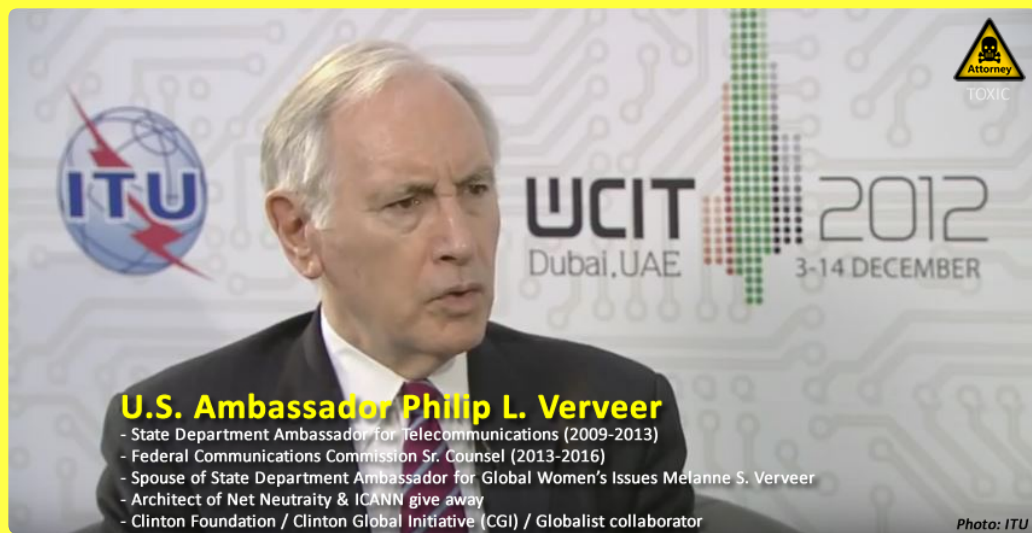 Attorney
TOXIC
ITU
WCIT 2012
Dubai, UAE
3-14 DECEMBER
U.S. Ambassador Philip L. Verveer
- State Department Ambassador for Telecommunications (2009-2013)
- Federal Communications Commission Sr. Counsel (2013-2016)
- Spouse of State Department Ambassador for Global Women’s Issues Melanne S. Verveer
- Architect of Net Neutraity & ICANN give away
- Clinton Foundation / Clinton Global Initiative (CGI) / Globalist collaborator
Photo: ITU